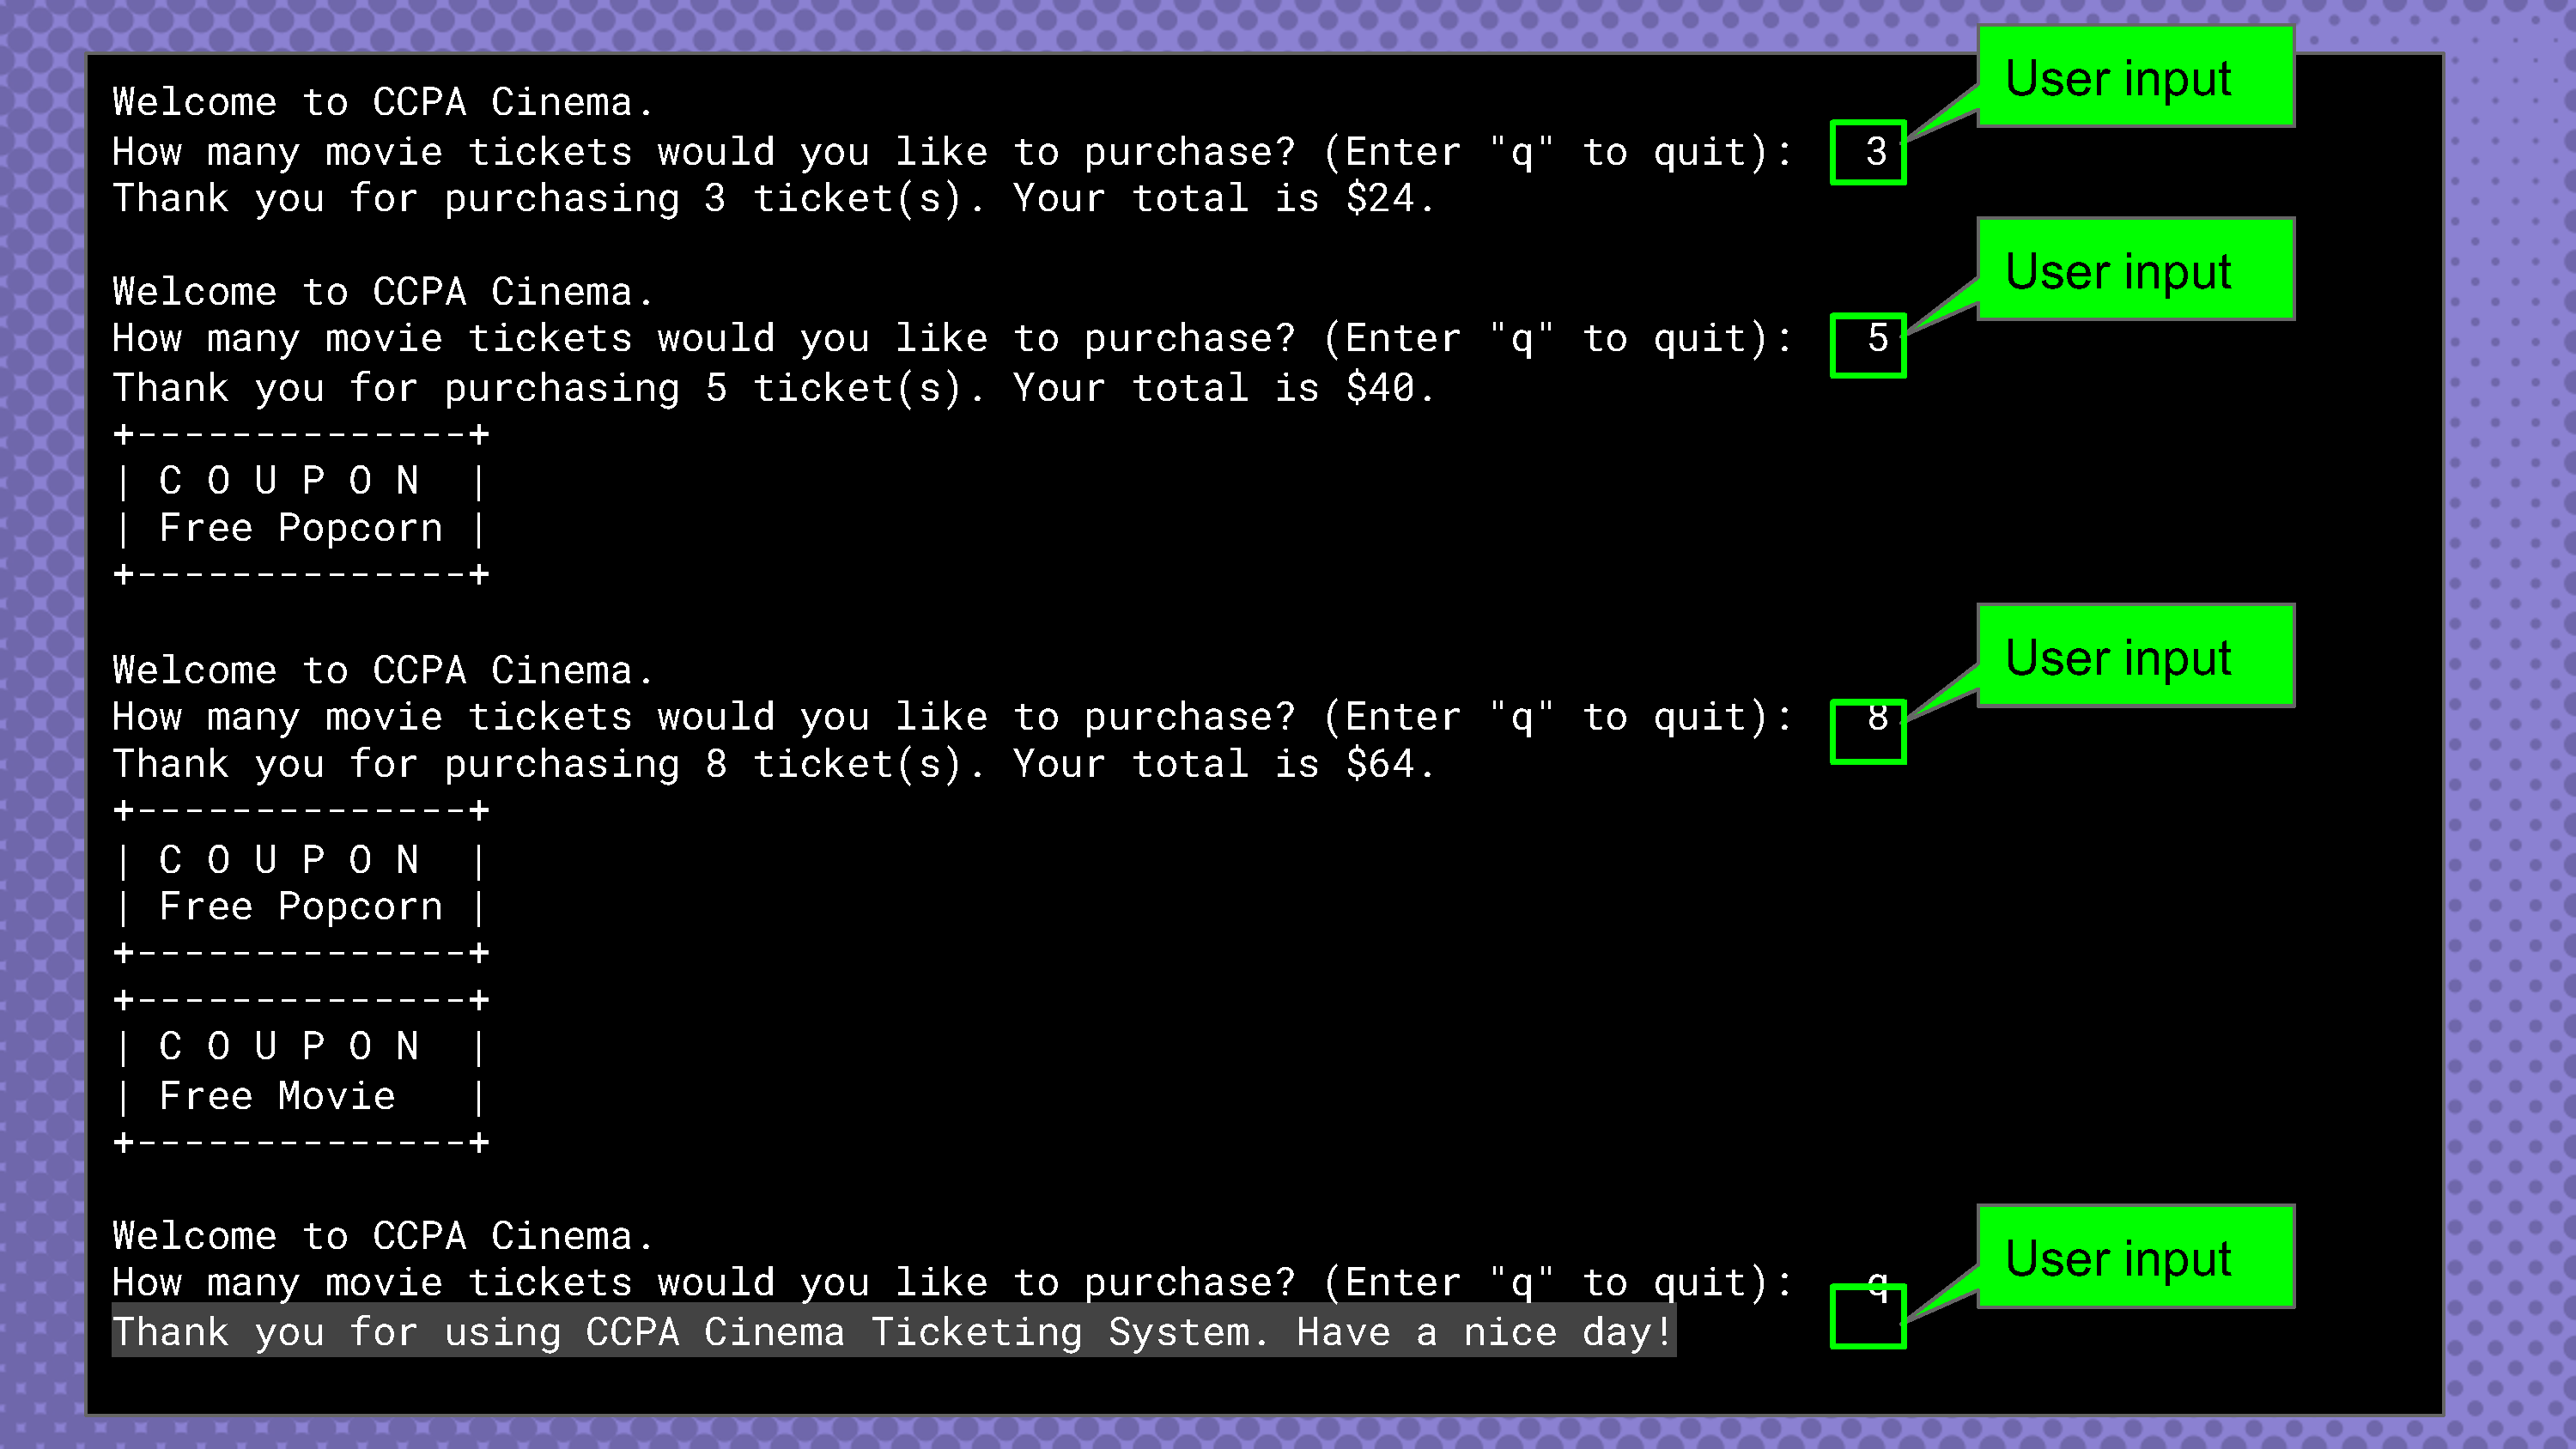 User input
Welcome to CCPA Cinema.
How many movie tickets would you like to purchase? (Enter "q" to quit): 3
Thank you for purchasing 3 ticket(s). Your total is $24.
User input
Welcome to CCPA Cinema.
How many movie tickets would you like to purchase? (Enter "q" to quit): 5
Thank you for purchasing 5 ticket(s). Your total is $40.
+--------------+
| C O U P O N  |
| Free Popcorn |
+--------------+
User input
Welcome to CCPA Cinema.
How many movie tickets would you like to purchase? (Enter "q" to quit): 8
Thank you for purchasing 8 ticket(s). Your total is $64.
+--------------+
| C O U P O N  |
| Free Popcorn |
+--------------+
+--------------+
| C O U P O N  |
| Free Movie   |
+--------------+
User input
Welcome to CCPA Cinema.
How many movie tickets would you like to purchase? (Enter "q" to quit): q
Thank you for using CCPA Cinema Ticketing System. Have a nice day!